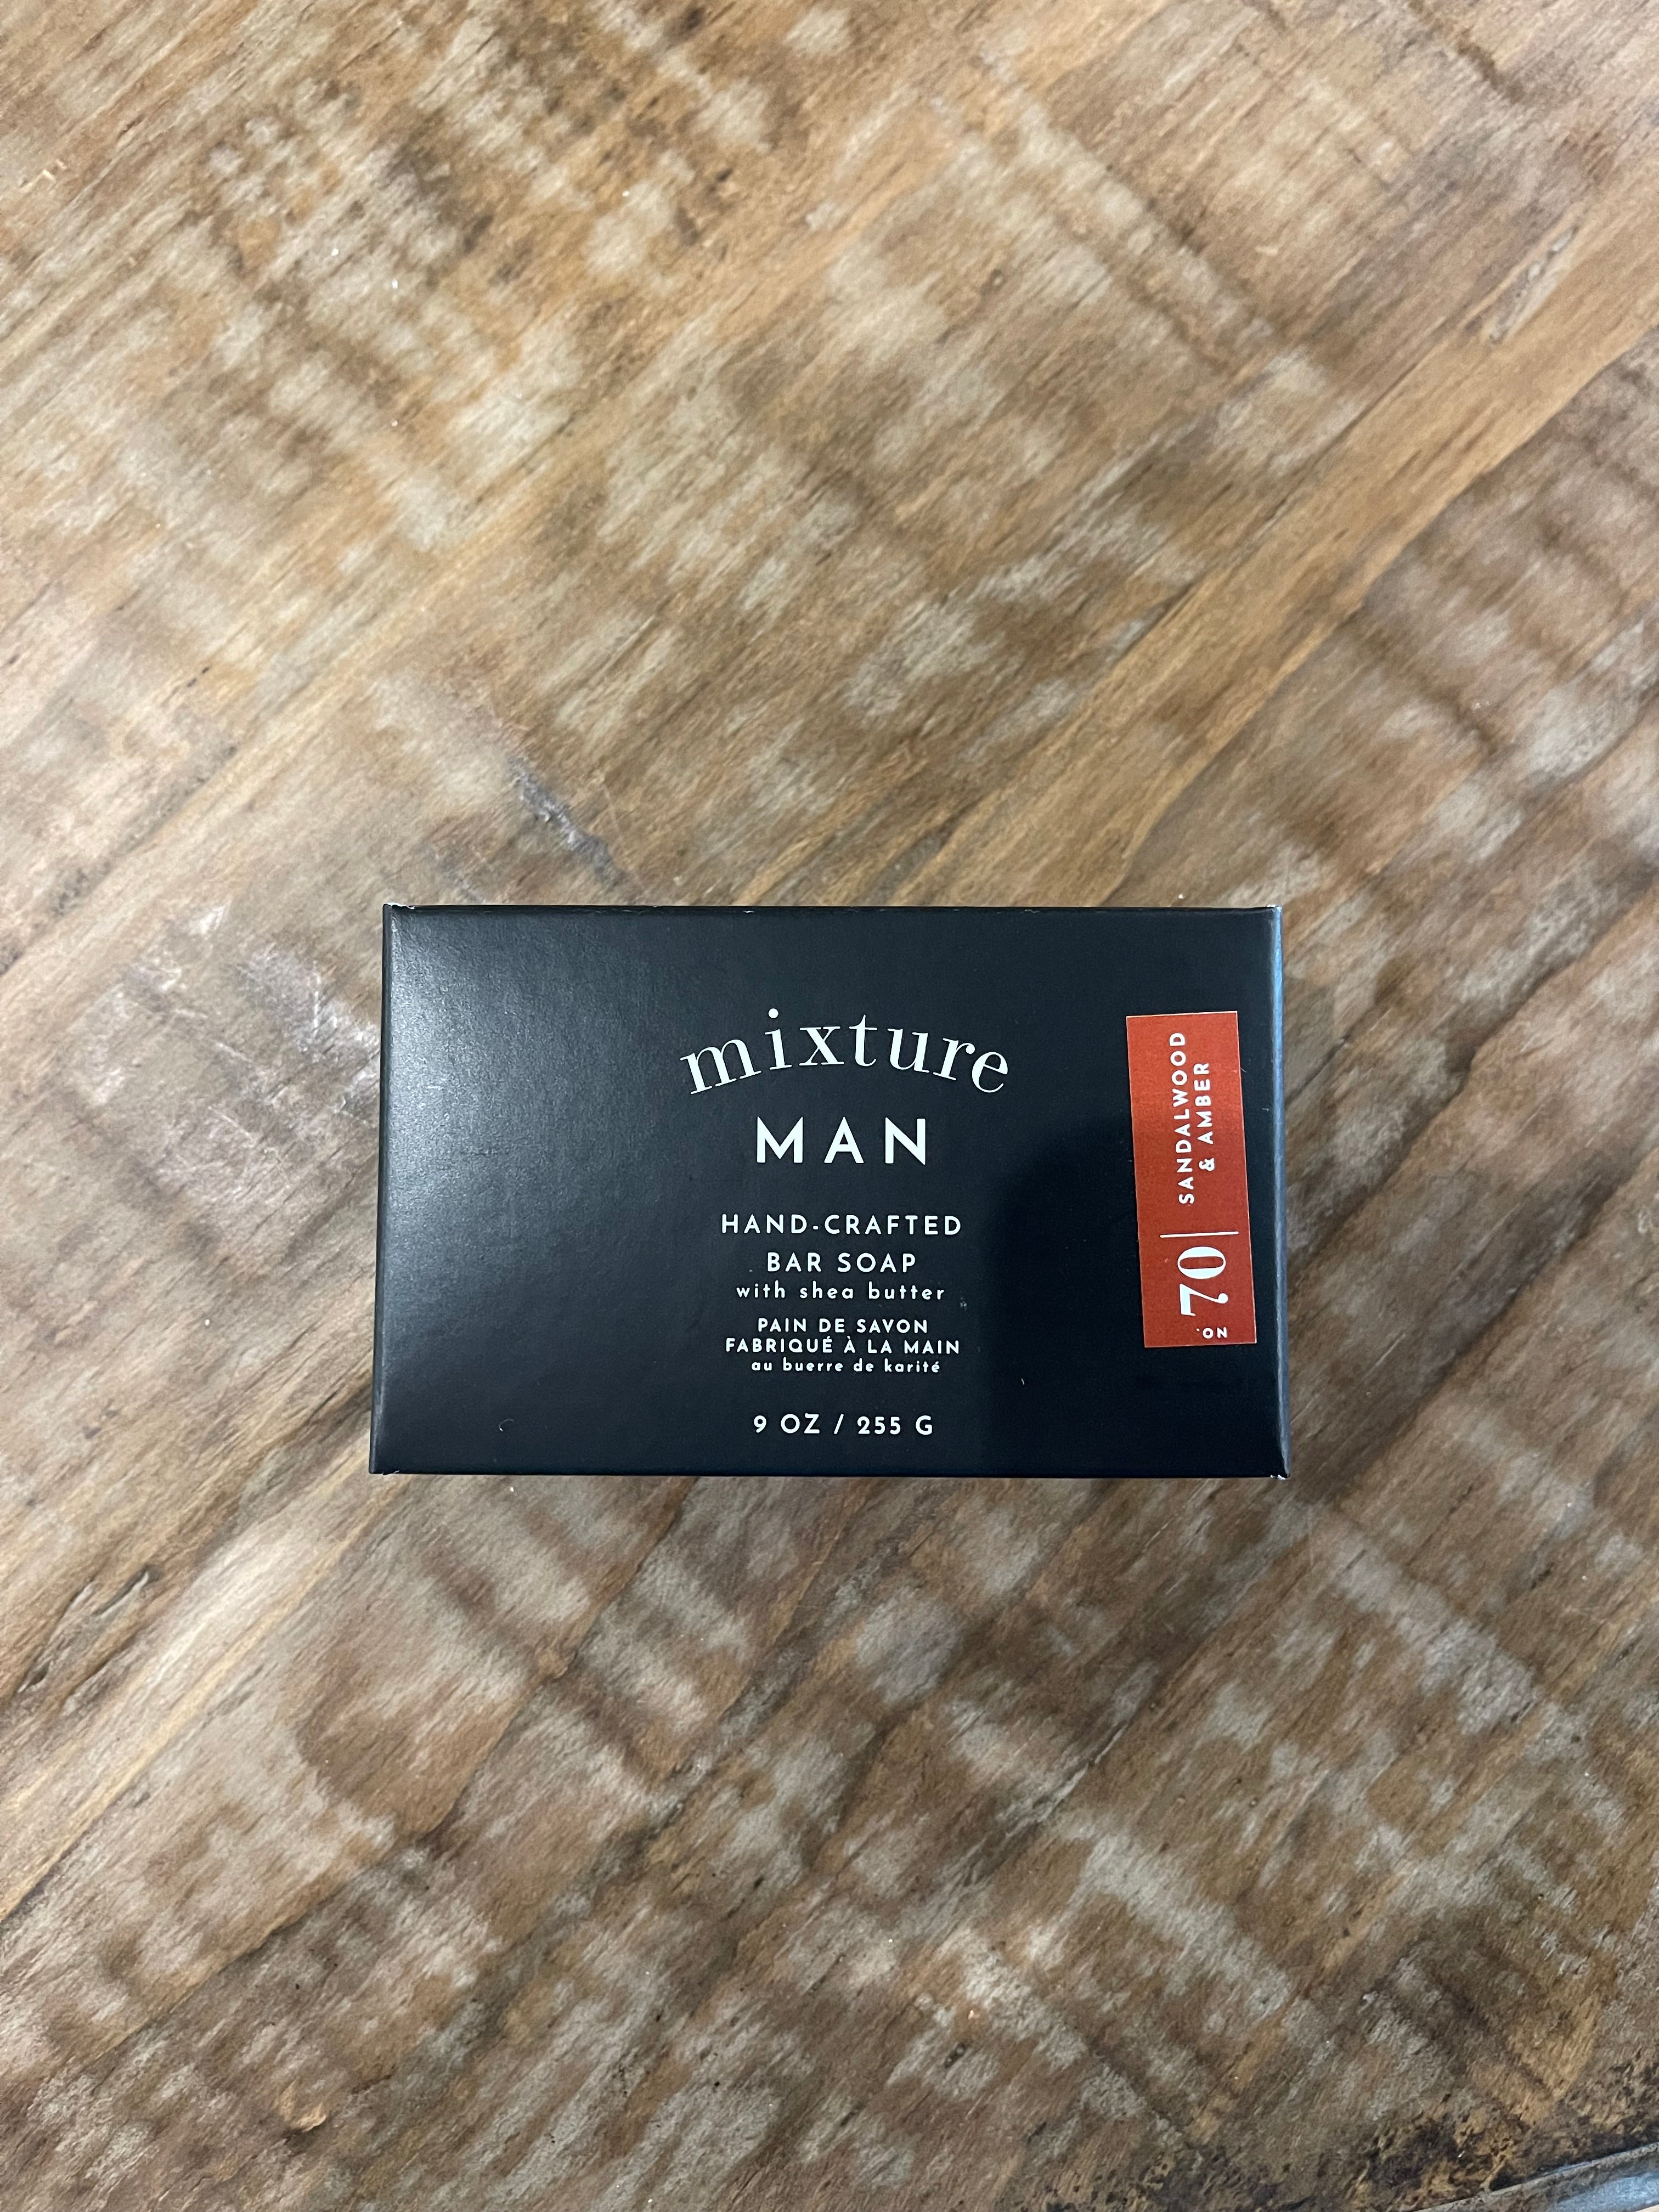 mixture
MAN
HAND-CRAFTED
BAR SOAP
with shea butter
PAIN DE SAVON
FABRIQUÉ À LA MAIN
au buerre de karité
9 OZ / 255 G
NO.
70
SANDALWOOD
& AMBER